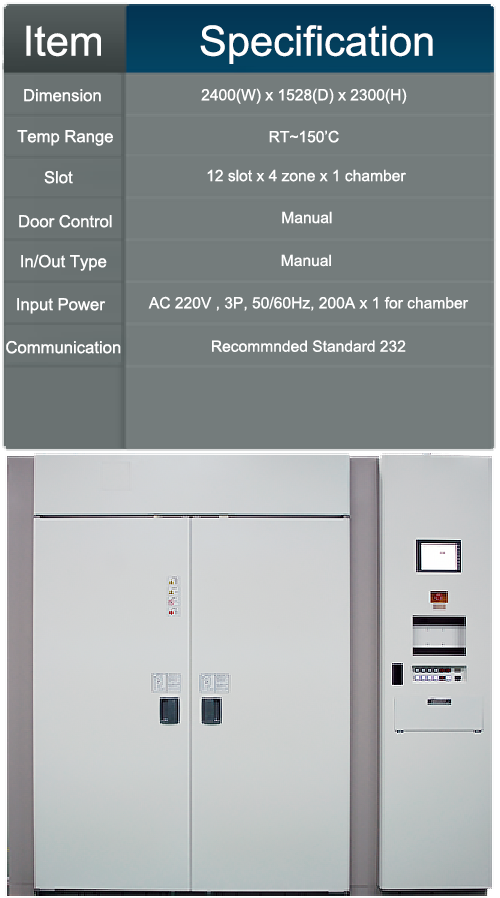 Item Specification
Dimension 2400(W) x 1528(D) x 2300(H)
Temp Range RT~150'C
Slot 12 slot x 4 zone x 1 chamber
Door Control Manual
In/Out Type Manual
Input Power AC 220V , 3P, 50/60Hz, 200A x 1 for chamber
Communication Recommnded Standard 232